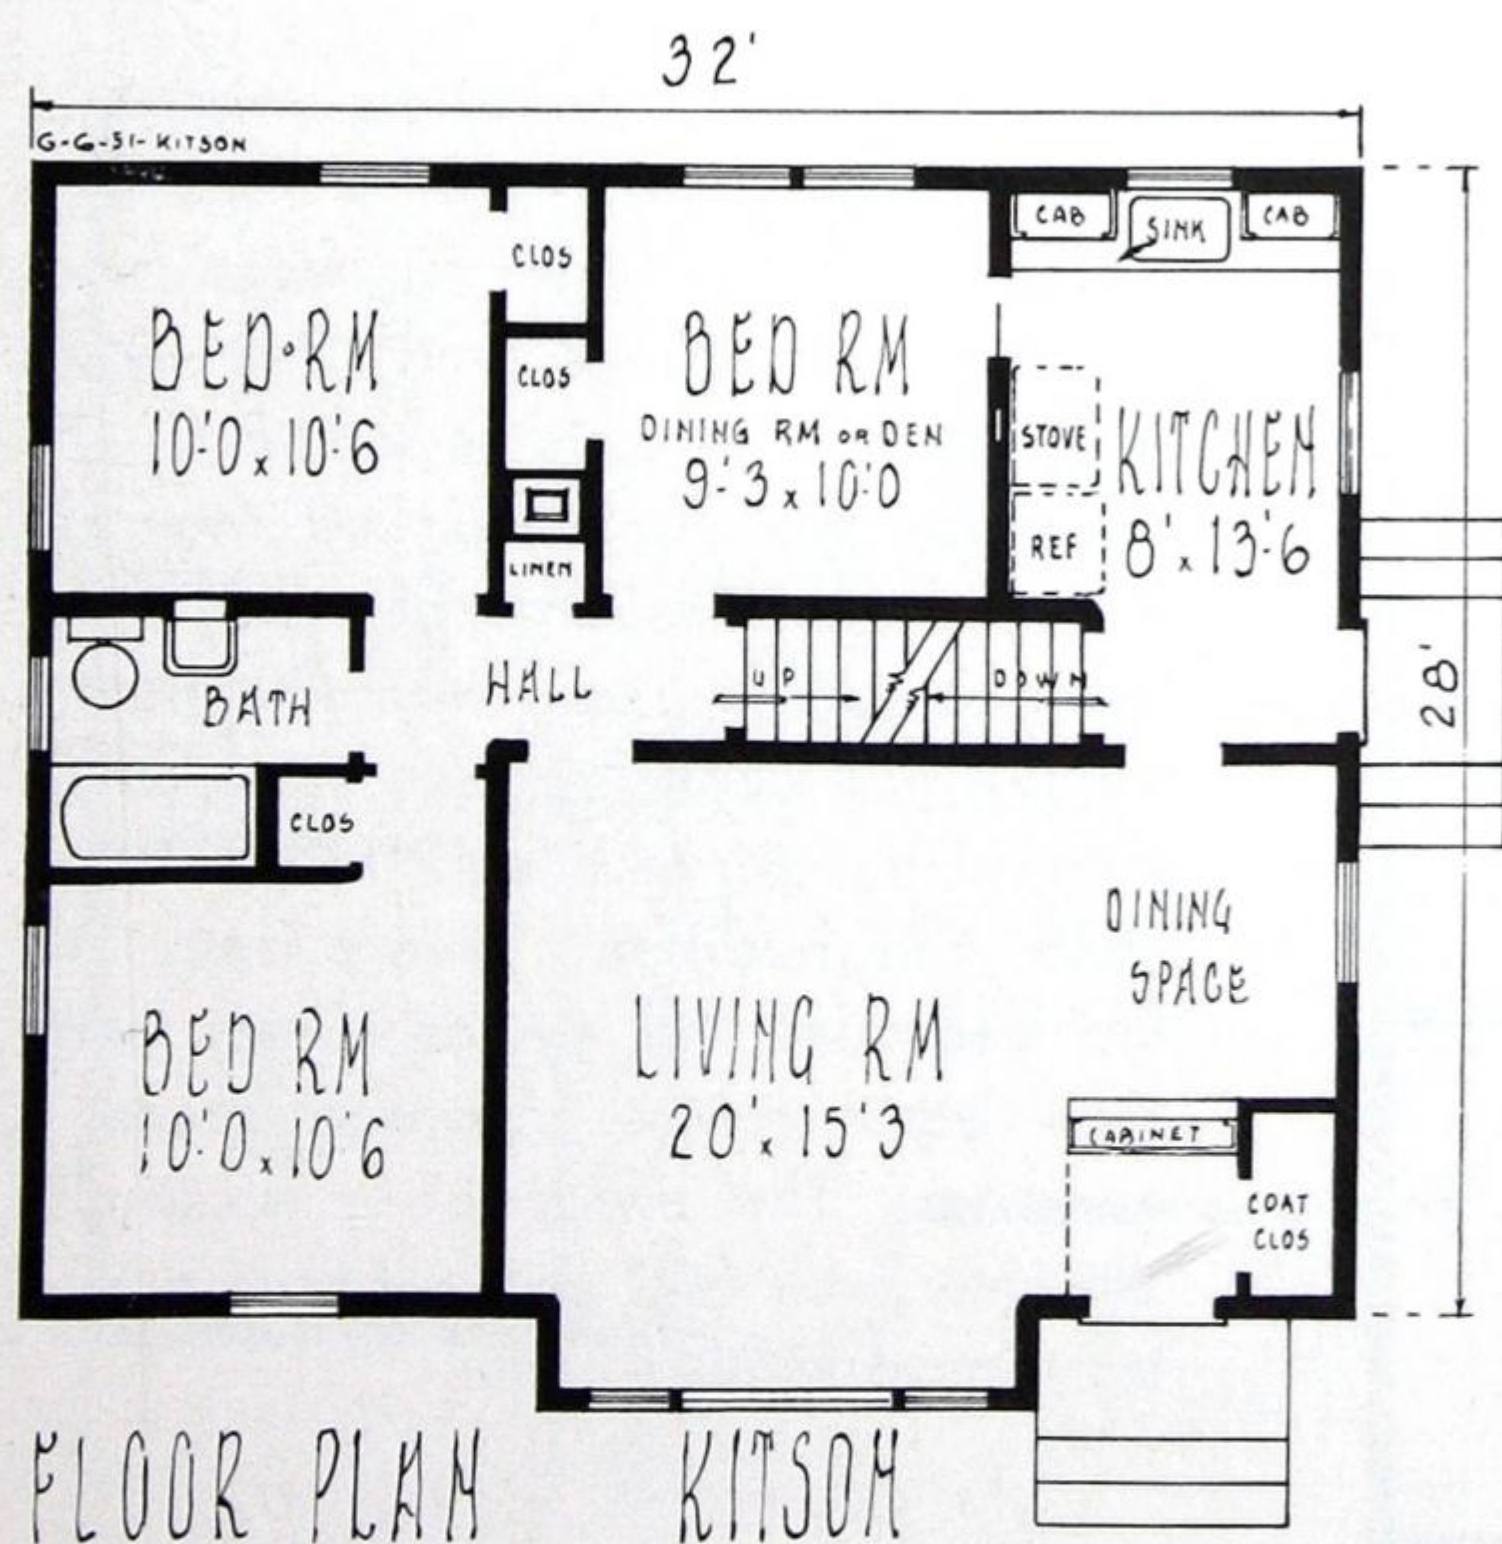 32'
G-G-51-KITSON
CLOS
CAB
SINK
CAB
BED·RM
10'-0 x 10'-6
CLOS
BED RM
DINING RM OR DEN
9'-3 x 10'-0
STOVE
REF
KITCHEN
8' x 13'-6
LINEN
BATH
HALL
UP
DOWN
28'
CLOS
DINING
SPACE
BED RM
10'-0 x 10'6
LIVING RM
20' x 15'3
CABINET
COAT
CLOS
FLOOR PLAN
KITSON